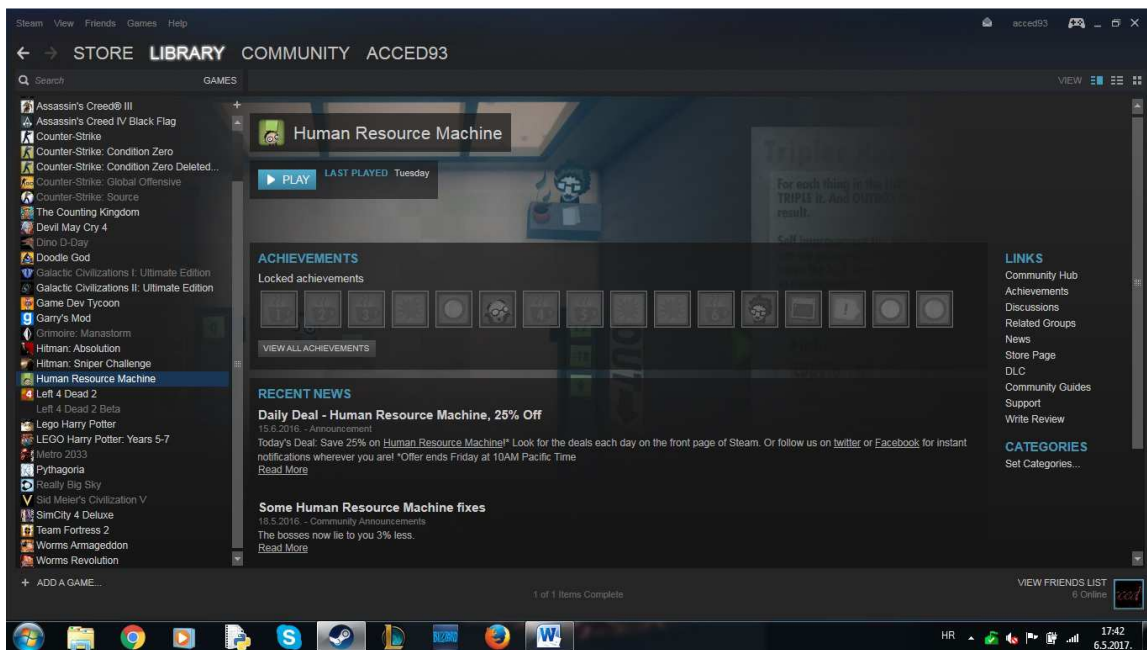 Steam View Friends Games Help
acced93
STORE LIBRARY COMMUNITY ACCED93
Search GAMES
VIEW
Assassin's Creed® III
Assassin's Creed IV Black Flag
Counter-Strike
Counter-Strike: Condition Zero
Counter-Strike: Condition Zero Deleted...
Counter-Strike: Global Offensive
Counter-Strike: Source
The Counting Kingdom
Devil May Cry 4
Dino D-Day
Doodle God
Galactic Civilizations I: Ultimate Edition
Galactic Civilizations II: Ultimate Edition
Game Dev Tycoon
Garry's Mod
Grimoire: Manastorm
Hitman: Absolution
Hitman: Sniper Challenge
Human Resource Machine
Left 4 Dead 2
Left 4 Dead 2 Beta
Lego Harry Potter
LEGO Harry Potter: Years 5-7
Metro 2033
Pythagoria
Really Big Sky
Sid Meier's Civilization V
SimCity 4 Deluxe
Team Fortress 2
Worms Armageddon
Worms Revolution
+ ADD A GAME...
Human Resource Machine
PLAY LAST PLAYED Tuesday
For each thing in the
TRIPLE it. And
result.
ACHIEVEMENTS
Locked achievements
VIEW ALL ACHIEVEMENTS
OUT
RECENT NEWS
Daily Deal - Human Resource Machine, 25% Off
15.6.2016. - Announcement
Today's Deal: Save 25% on Human Resource Machine!* Look for the deals each day on the front page of Steam. Or follow us on twitter or Facebook for instant
notifications wherever you are! *Offer ends Friday at 10AM Pacific Time
Read More
Some Human Resource Machine fixes
18.5.2016. - Community Announcements
The bosses now lie to you 3% less.
Read More
LINKS
Community Hub
Achievements
Discussions
Related Groups
News
Store Page
DLC
Community Guides
Support
Write Review
CATEGORIES
Set Categories...
1 of 1 Items Complete
VIEW FRIENDS LIST
6 Online
HR
17:42
6.5.2017.